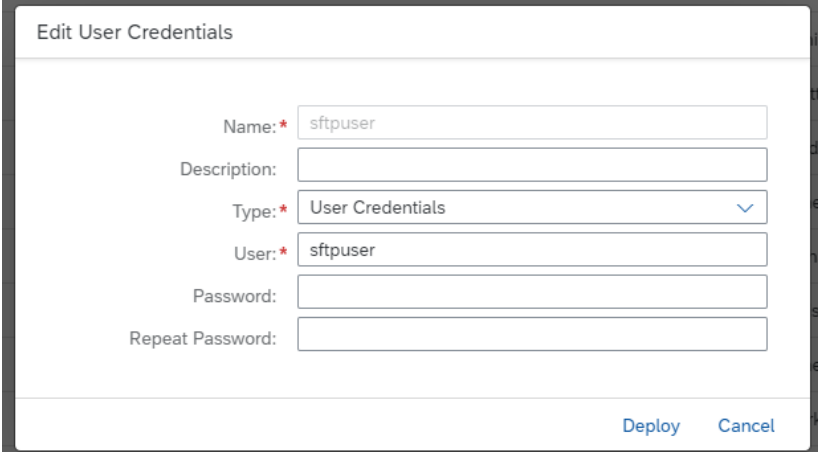 Edit User Credentials
Name:* sftpuser
Description:
Type:* User Credentials
User:* sftpuser
Password:
Repeat Password:
Deploy Cancel